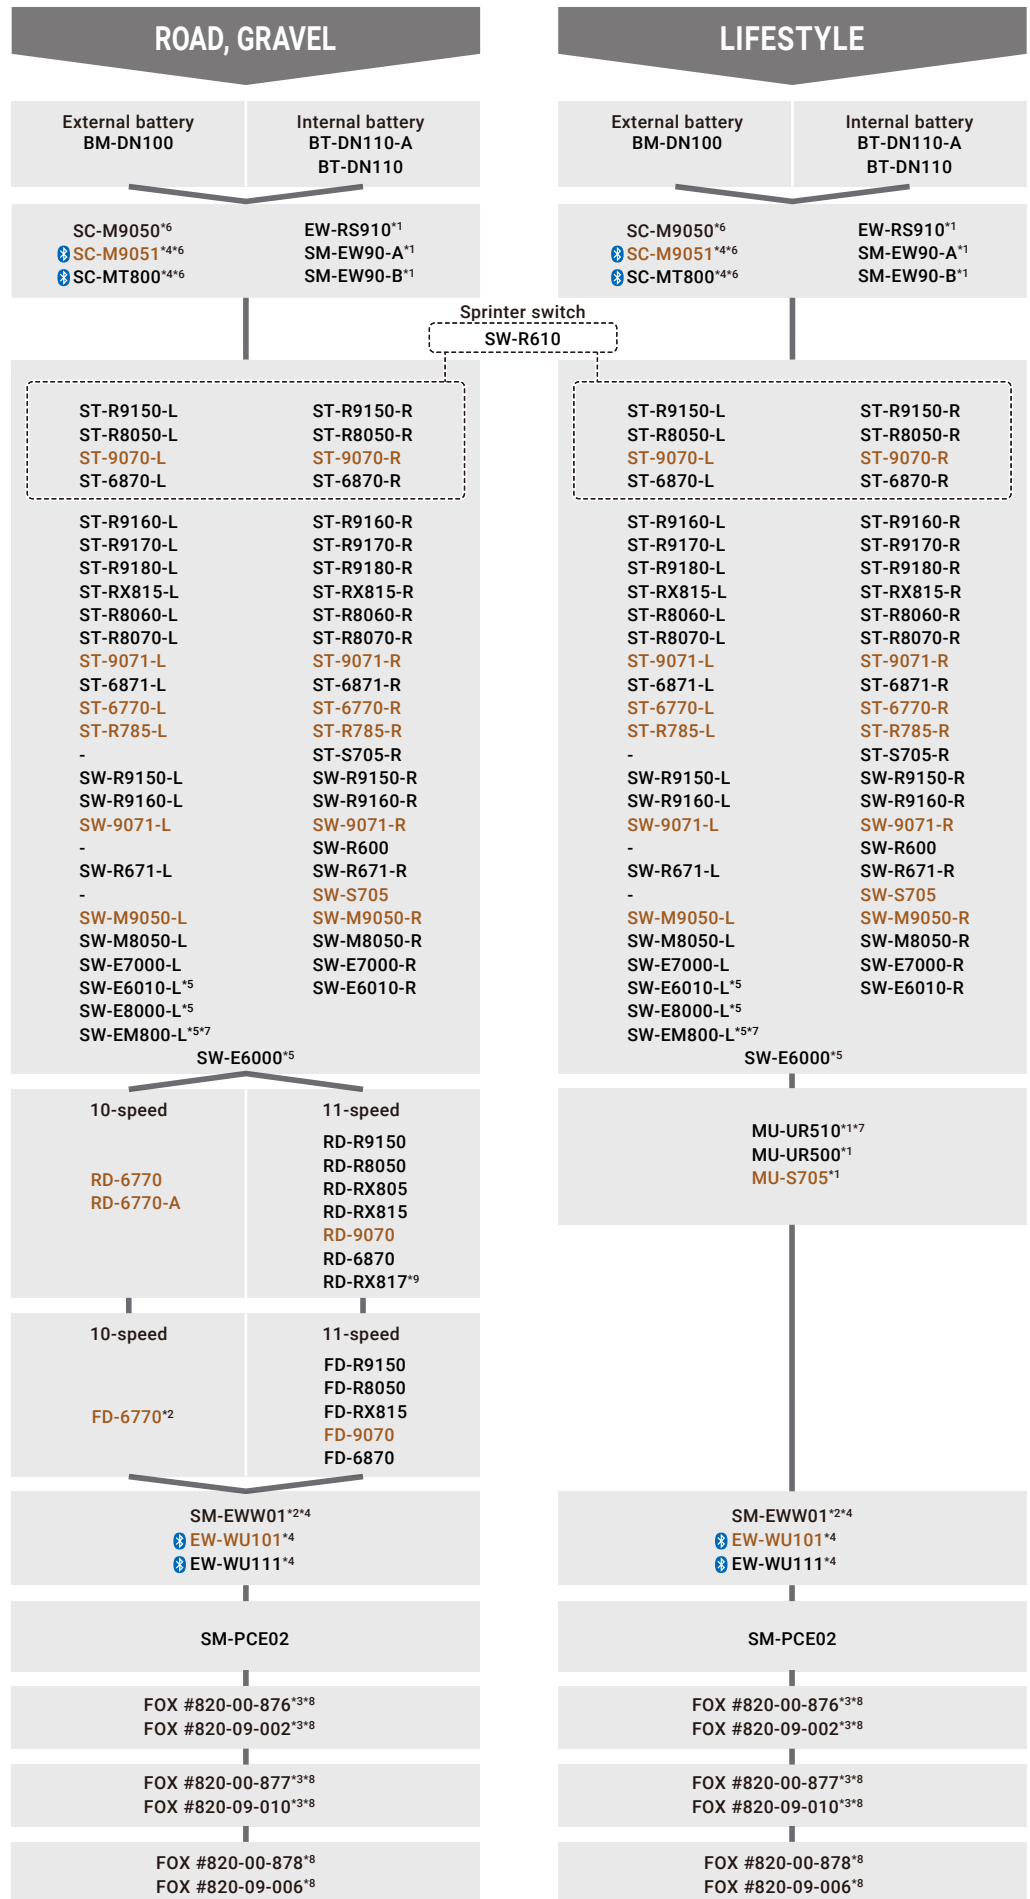 ROAD, GRAVEL
External battery
BM-DN100
Internal battery
BT-DN110-A
BT-DN110
SC-M9050*6
SC-M9051*4*6
SC-MT800*4*6
EW-RS910*1
SM-EW90-A*1
SM-EW90-B*1
LIFESTYLE
External battery
BM-DN100
Internal battery
BT-DN110-A
BT-DN110
SC-M9050*6
SC-M9051*4*6
SC-MT800*4*6
EW-RS910*1
SM-EW90-A*1
SM-EW90-B*1
Sprinter switch
SW-R610
ST-R9150-L ST-R9150-R
ST-R8050-L ST-R8050-R
ST-9070-L ST-9070-R
ST-6870-L ST-6870-R
ST-R9160-L ST-R9160-R
ST-R9170-L ST-R9170-R
ST-R9180-L ST-R9180-R
ST-RX815-L ST-RX815-R
ST-R8060-L ST-R8060-R
ST-R8070-L ST-R8070-R
ST-9071-L ST-9071-R
ST-6871-L ST-6871-R
ST-6770-L ST-6770-R
ST-R785-L ST-R785-R
- ST-S705-R
SW-R9150-L SW-R9150-R
SW-R9160-L SW-R9160-R
SW-9071-L SW-9071-R
- SW-R600
SW-R671-L SW-R671-R
- SW-S705
SW-M9050-L SW-M9050-R
SW-M8050-L SW-M8050-R
SW-E7000-L SW-E7000-R
SW-E6010-L*5 SW-E6010-R
SW-E8000-L*5
SW-EM800-L*5*7
SW-E6000*5
10-speed
RD-6770
RD-6770-A
11-speed
RD-R9150
RD-R8050
RD-RX805
RD-RX815
RD-9070
RD-6870
RD-RX817*9
10-speed
FD-6770*2
11-speed
FD-R9150
FD-R8050
FD-RX815
FD-9070
FD-6870
SM-EWW01*2*4
EW-WU101*4
EW-WU111*4
SM-PCE02
FOX #820-00-876*3*8
FOX #820-09-002*3*8
FOX #820-00-877*3*8
FOX #820-09-010*3*8
FOX #820-00-878*8
FOX #820-09-006*8
ST-R9150-L ST-R9150-R
ST-R8050-L ST-R8050-R
ST-9070-L ST-9070-R
ST-6870-L ST-6870-R
ST-R9160-L ST-R9160-R
ST-R9170-L ST-R9170-R
ST-R9180-L ST-R9180-R
ST-RX815-L ST-RX815-R
ST-R8060-L ST-R8060-R
ST-R8070-L ST-R8070-R
ST-9071-L ST-9071-R
ST-6871-L ST-6871-R
ST-6770-L ST-6770-R
ST-R785-L ST-R785-R
- ST-S705-R
SW-R9150-L SW-R9150-R
SW-R9160-L SW-R9160-R
SW-9071-L SW-9071-R
- SW-R600
SW-R671-L SW-R671-R
- SW-S705
SW-M9050-L SW-M9050-R
SW-M8050-L SW-M8050-R
SW-E7000-L SW-E7000-R
SW-E6010-L*5 SW-E6010-R
SW-E8000-L*5
SW-EM800-L*5*7
SW-E6000*5
MU-UR510*1*7
MU-UR500*1
MU-S705*1
SM-EWW01*2*4
EW-WU101*4
EW-WU111*4
SM-PCE02
FOX #820-00-876*3*8
FOX #820-09-002*3*8
FOX #820-00-877*3*8
FOX #820-09-010*3*8
FOX #820-00-878*8
FOX #820-09-006*8